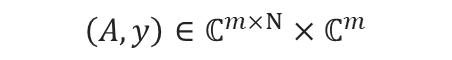 (A, y) ∈ ℂ^{m×N} × ℂ^m